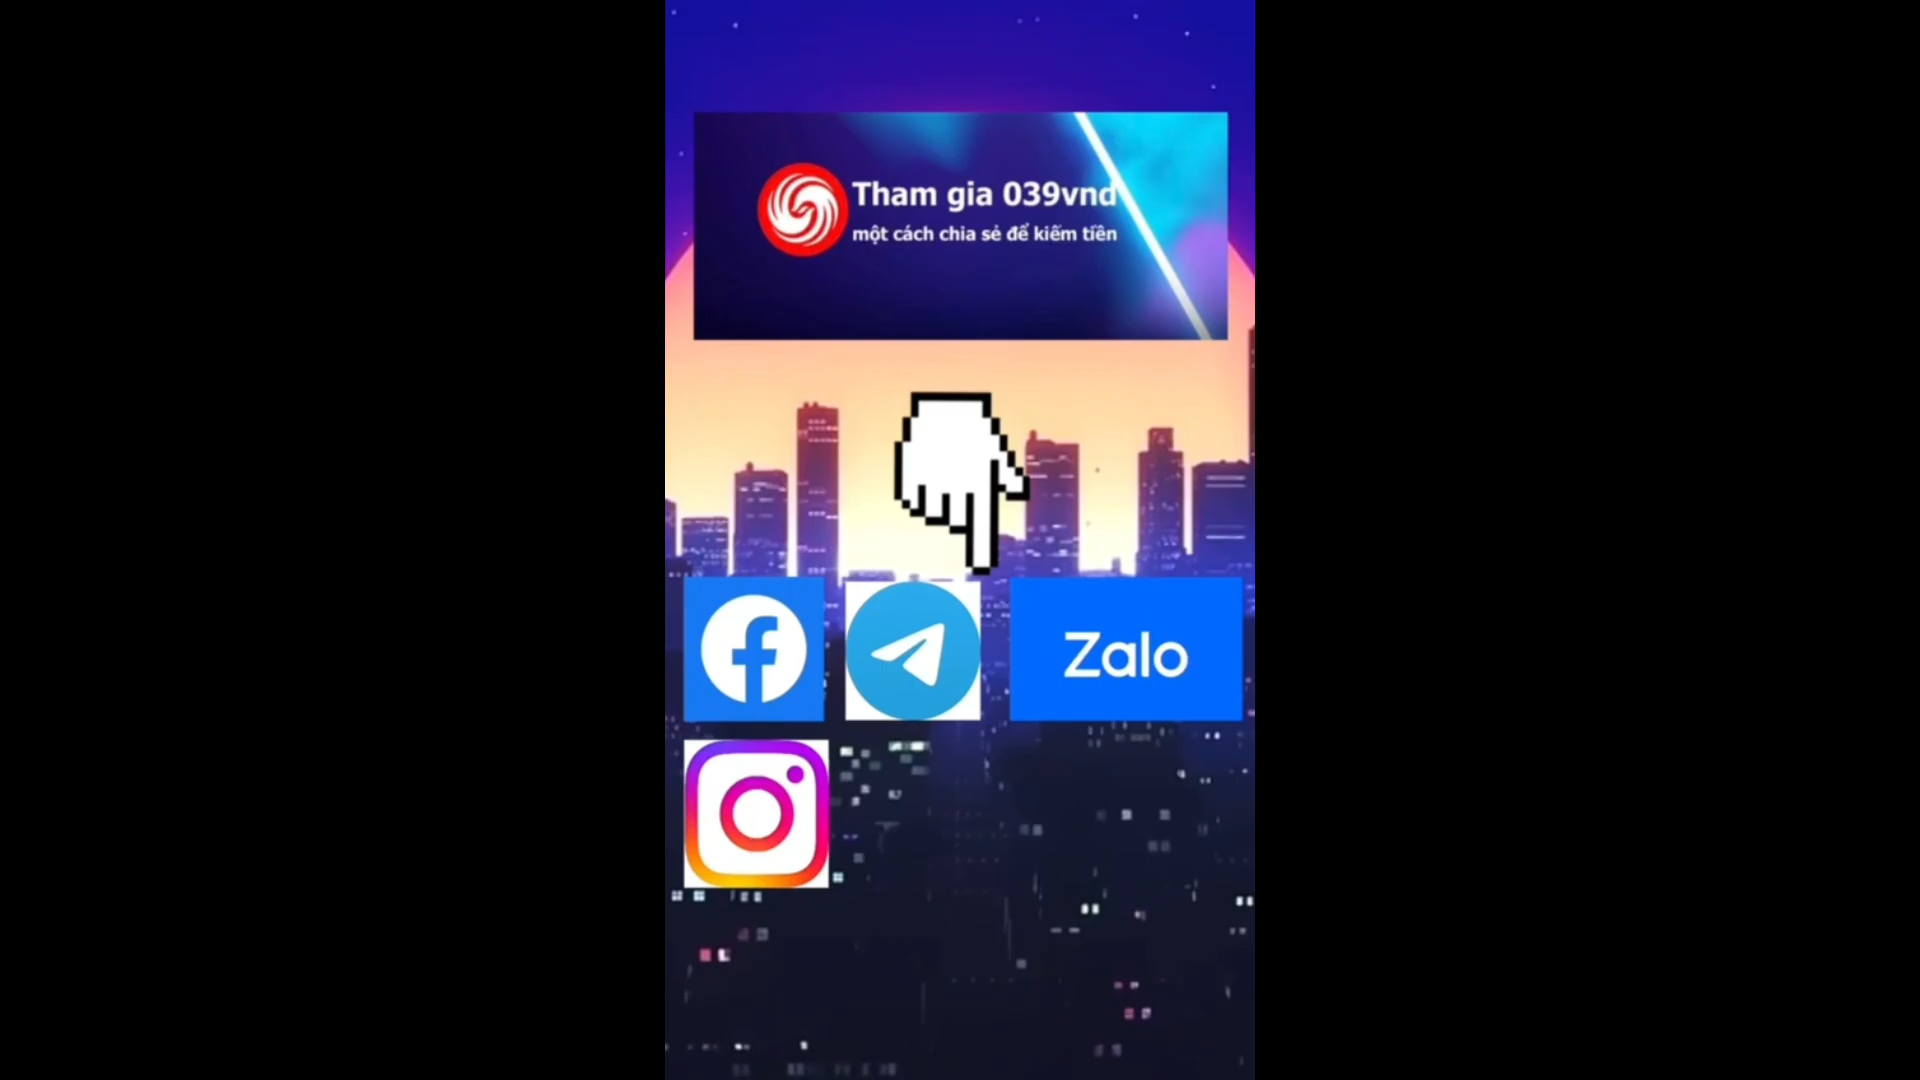 Tham gia 039vnd
một cách chia sẻ để kiếm tiền
Zalo